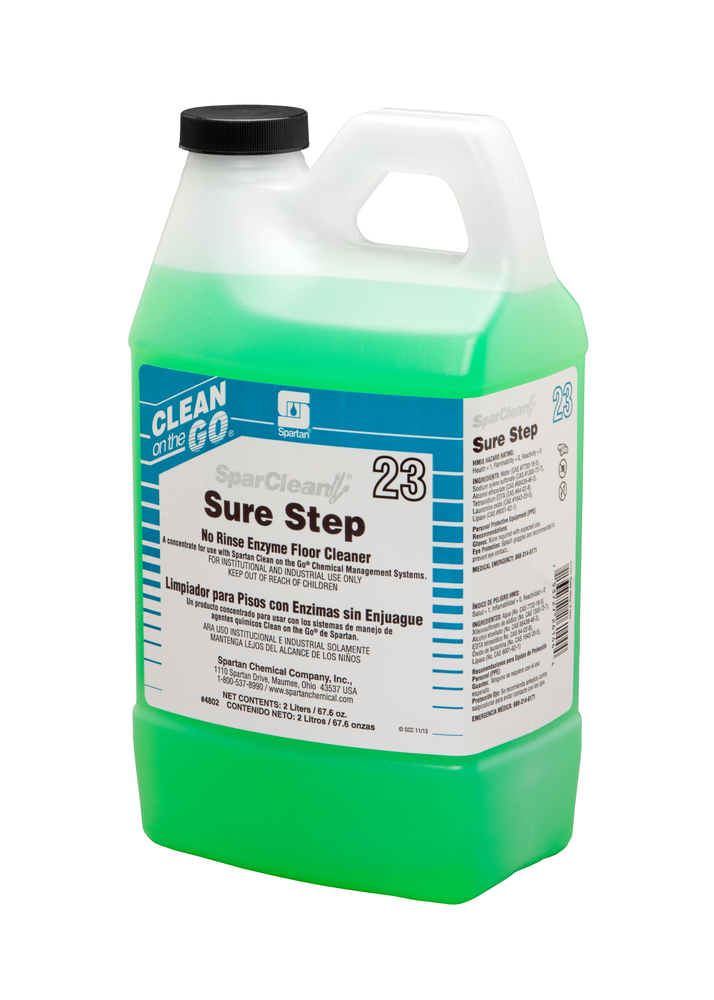 CLEAN
on the
GO®
Spartan®
SparClean®
23
Sure Step
No Rinse Enzyme Floor Cleaner
A concentrate for use with Spartan Clean on the Go® Chemical Management Systems.
FOR INSTITUTIONAL AND INDUSTRIAL USE ONLY
KEEP OUT OF REACH OF CHILDREN
Limpiador para Pisos con Enzimas sin Enjuague
Un producto concentrado para usar con los sistemas de manejo de
agentes químicos Clean on the Go® de Spartan.
ARA USO INSTITUCIONAL E INDUSTRIAL SOLAMENTE
MANTENGA LEJOS DEL ALCANCE DE LOS NIÑOS
Spartan Chemical Company, Inc.,
1110 Spartan Drive, Maumee, Ohio 43537 USA
1-800-537-8990 / www.spartanchemical.com
NET CONTENTS: 2 Liters / 67.6 oz.
#4802 CONTENIDO NETO: 2 Litros / 67.6 onzas
© SCC 11/13
SparClean
23
Sure Step
HMIS HAZARD RATING:
Health = 1, Flammability = 0, Reactivity = 0
INGREDIENTS: Water (CAS #7732-18-5),
Sodium xylene sulfonate (CAS #1300-72-7),
Alcohol ethoxylate (CAS #68439-46-3),
Tetrasodium EDTA (CAS #64-02-8),
Lauramine oxide (CAS #1643-20-5),
Lipase (CAS #9001-62-1)
Personal Protective Equipment (PPE)
Recommendations:
Gloves: None required with expected use.
Eye Protection: Splash goggles are recommended to
prevent eye contact..
MEDICAL EMERGENCY: 888-314-6171
ÍNDICE DE PELIGRO HMIS:
Salud = 1, Inflamabilidad = 0, Reactividad = 0
INGREDIENTES: Agua (No. CAS 7732-18-5),
Xilenosulfonato de sódico (No. CAS 1300-72-7),
Alcohol etoxilado (No. CAS 68439-46-3),
EDTA tetrasódico No. CAS 64-02-8),
Óxido de lauramina (No. CAS 1643-20-5),
Lipasa (No. CAS 9001-62-1)
Recomendaciones para Equipo de Protección
Personal (PPE):
Guantes: Ninguno se requiere con el uso
esperado.
Protección Ojo: Se recomienda anteojos contra
salpicaduras para evitar contacto con los ojos.
EMERGENCIA MÉDICA: 888-314-6171
COG Sure Step 2 liter